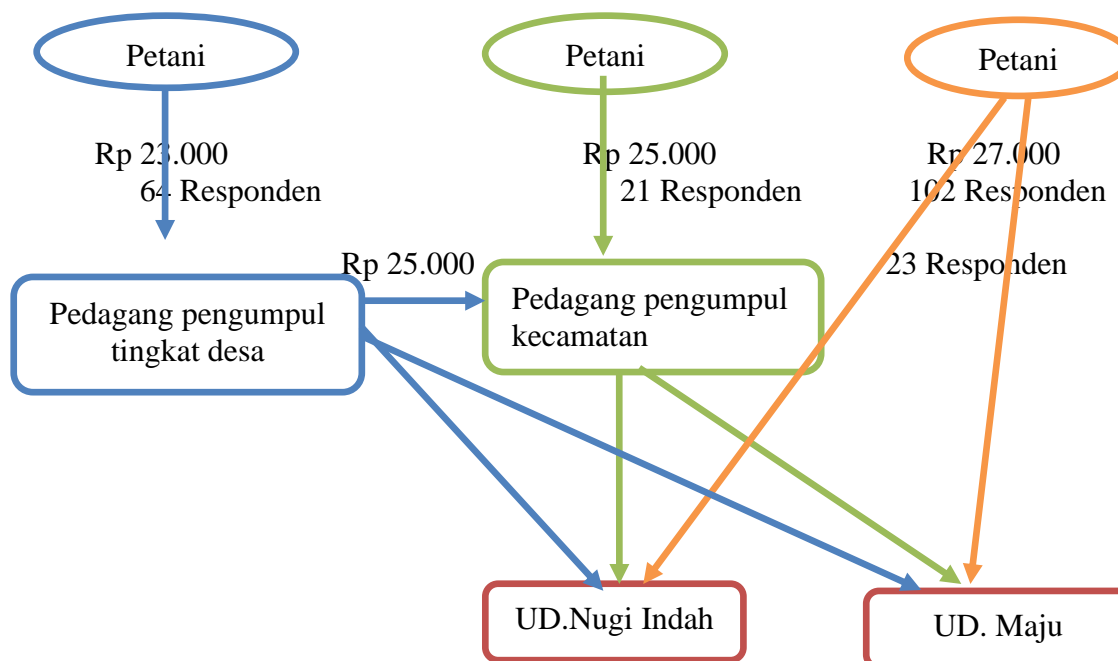 Petani
Petani
Petani
Rp 23.000
64 Responden
Rp 25.000
21 Responden
Rp 27.000
102 Responden
Rp 25.000
23 Responden
Pedagang pengumpul
tingkat desa
Pedagang pengumpul
kecamatan
UD.Nugi Indah
UD. Maju